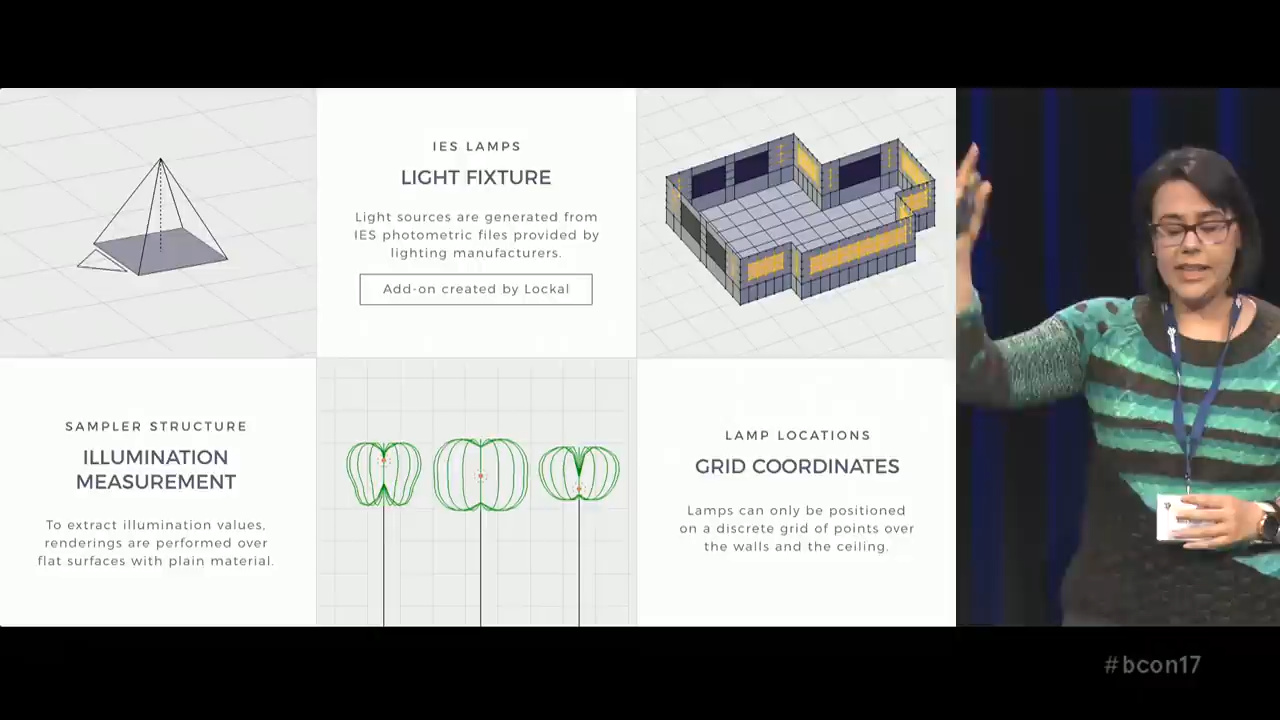 IES LAMPS
LIGHT FIXTURE
Light sources are generated from
IES photometric files provided by
lighting manufacturers.
Add-on created by Lockal
SAMPLER STRUCTURE
ILLUMINATION
MEASUREMENT
To extract illumination values,
renderings are performed over
flat surfaces with plain material.
LAMP LOCATIONS
GRID COORDINATES
Lamps can only be positioned
on a discrete grid of points over
the walls and the ceiling.
#bcon17